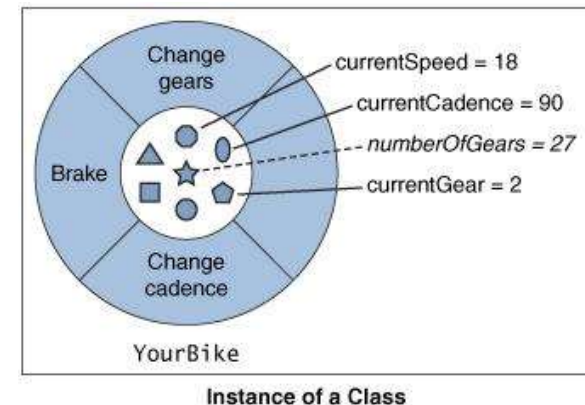 Change
gears
currentSpeed = 18
currentCadence = 90
numberOfGears = 27
Brake
currentGear = 2
Change
cadence
YourBike
Instance of a Class